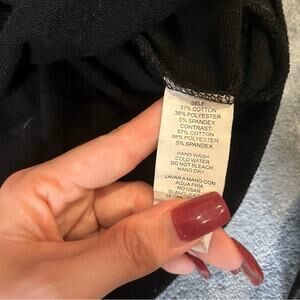 SELF:
57% COTTON
38% POLYESTER
5% SPANDEX
CONTRAST:
57% COTTON
38% POLYESTER
5% SPANDEX
HAND WASH
COLD WATER
DO NOT BLEACH
HANG DRY
LAVAR A MANO CON
AGUA FRIA
NO USAR